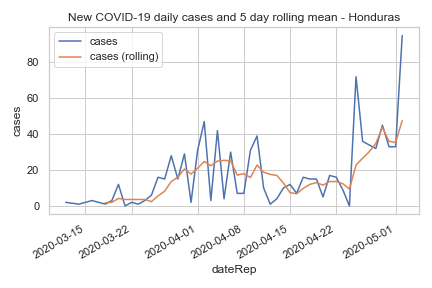 New COVID-19 daily cases and 5 day rolling mean - Honduras
cases
cases (rolling)
80
60
40
20
0
cases
2020-03-15
2020-03-22
2020-04-01
2020-04-08
2020-04-15
2020-04-22
2020-05-01
dateRep